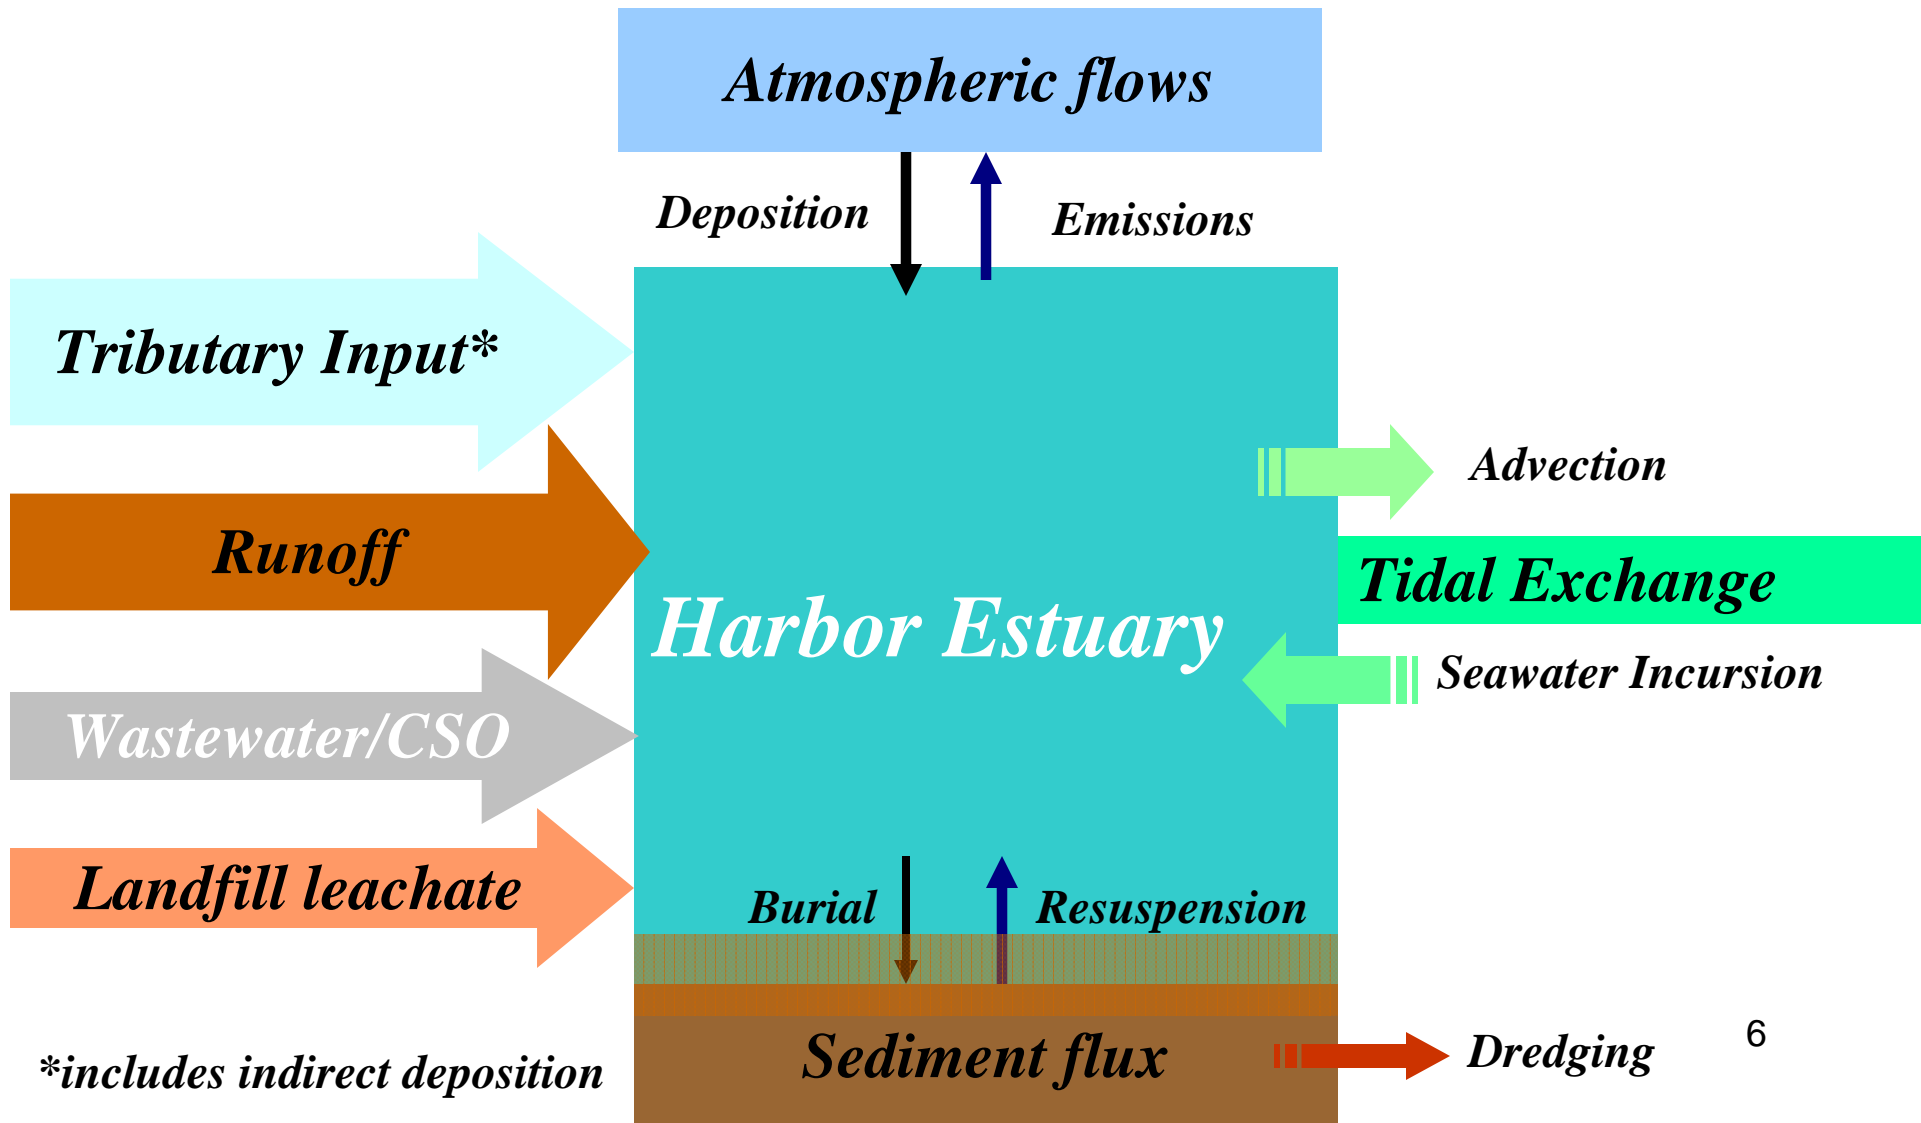 Atmospheric flows
Deposition
Emissions
Tributary Input*
Advection
Runoff
Tidal Exchange
Harbor Estuary
Seawater Incursion
Wastewater/CSO
Landfill leachate
Burial
Resuspension
Sediment flux
Dredging
6
*includes indirect deposition